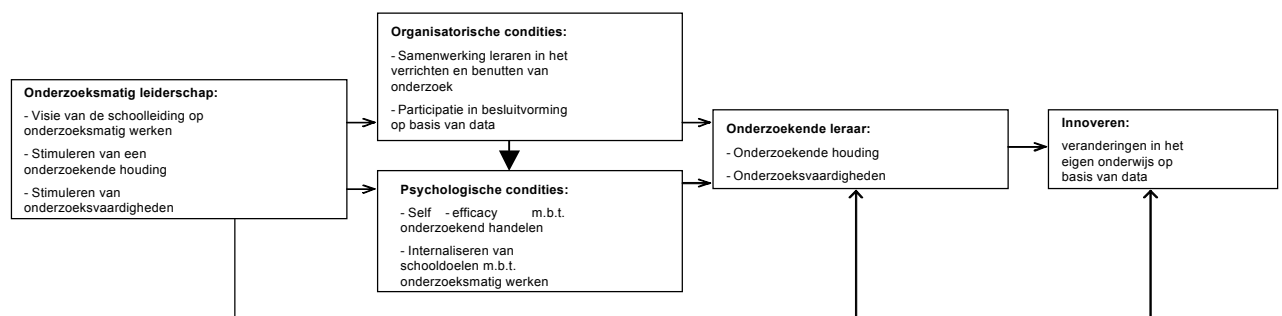 Onderzoeksmatig leiderschap:
- Visie van de schoolleiding op
onderzoeksmatig werken
- Stimuleren van een
onderzoekende houding
- Stimuleren van
onderzoeksvaardigheden
Organisatorische condities:
- Samenwerking leraren in het
verrichten en benutten van
onderzoek
- Participatie in besluitvorming
op basis van data
Psychologische condities:
- Self - efficacy m.b.t.
onderzoekend handelen
- Internaliseren van
schooldoelen m.b.t.
onderzoeksmatig werken
Onderzoekende leraar:
- Onderzoekende houding
- Onderzoeksvaardigheden
Innoveren:
veranderingen in het
eigen onderwijs op
basis van data